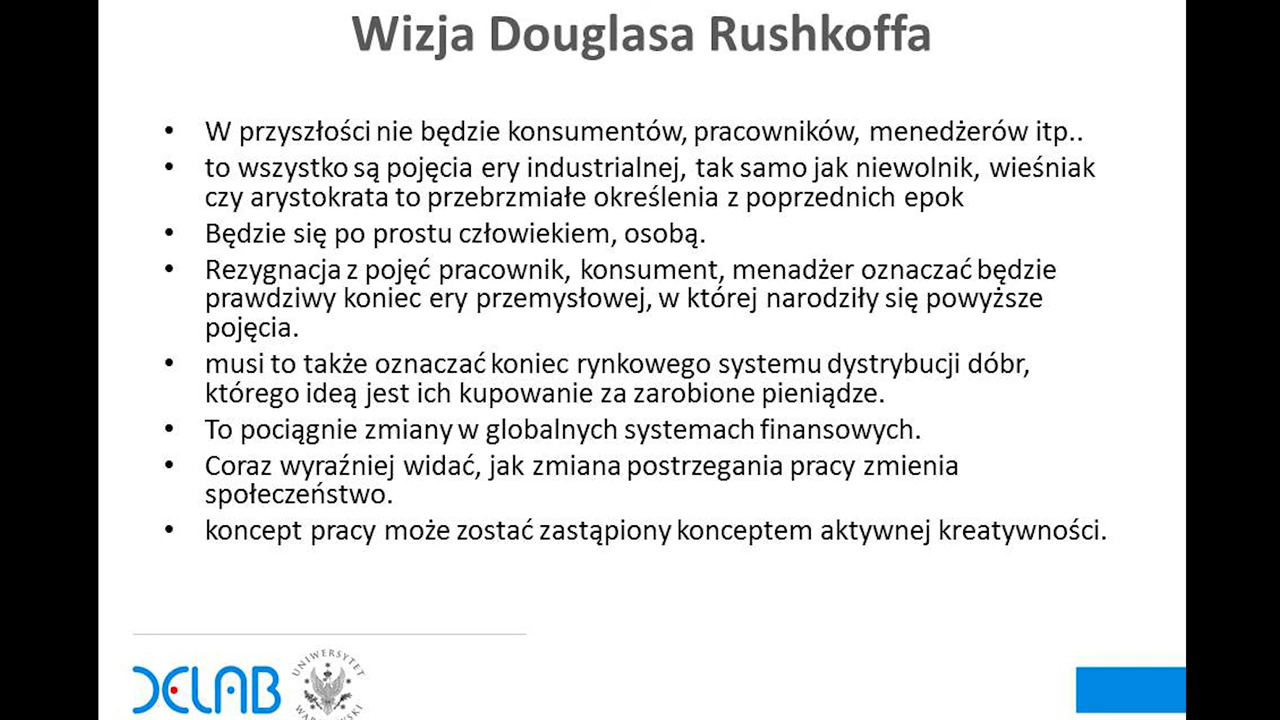 Wizja Douglasa Rushkoffa
• W przyszłości nie będzie konsumentów, pracowników, menedżerów itp..
• to wszystko są pojęcia ery industrialnej, tak samo jak niewolnik, wieśniak
czy arystokrata to przebrzmiałe określenia z poprzednich epok
• Będzie się po prostu człowiekiem, osobą.
• Rezygnacja z pojęć pracownik, konsument, menadżer oznaczać będzie
prawdziwy koniec ery przemysłowej, w której narodziły się powyższe
pojęcia.
• musi to także oznaczać koniec rynkowego systemu dystrybucji dóbr,
którego ideą jest ich kupowanie za zarobione pieniądze.
• To pociągnie zmiany w globalnych systemach finansowych.
• Coraz wyraźniej widać, jak zmiana postrzegania pracy zmienia
społeczeństwo.
• koncept pracy może zostać zastąpiony konceptem aktywnej kreatywności.
DELAB
UNIWERSYTET